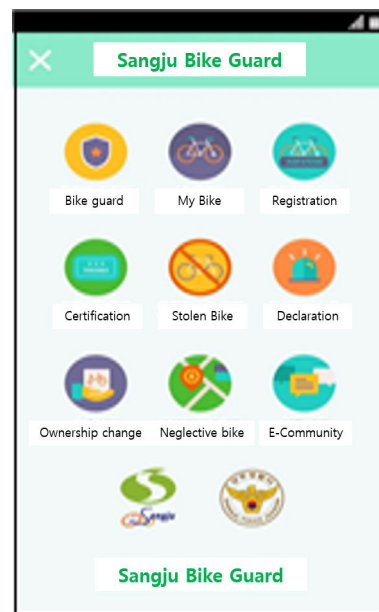 Sangju Bike Guard
Bike guard
My Bike
Registration
Certification
Stolen Bike
Declaration
Ownership change
Neglective bike
E-Community
Sangju
Sangju Bike Guard